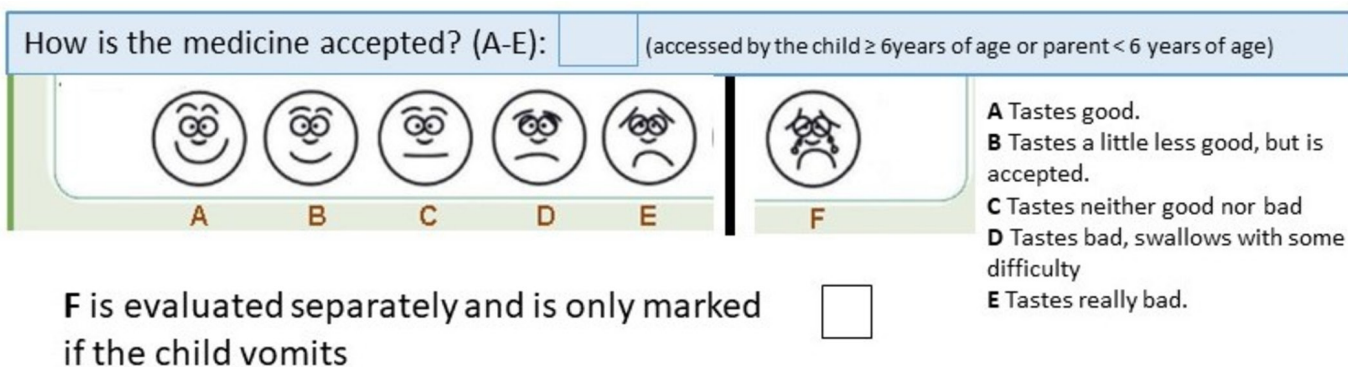 How is the medicine accepted? (A-E): (accessed by the child ≥ 6years of age or parent < 6 years of age)
A B C D E F
A Tastes good.
B Tastes a little less good, but is
accepted.
C Tastes neither good nor bad
D Tastes bad, swallows with some
difficulty
E Tastes really bad.
F is evaluated separately and is only marked
if the child vomits